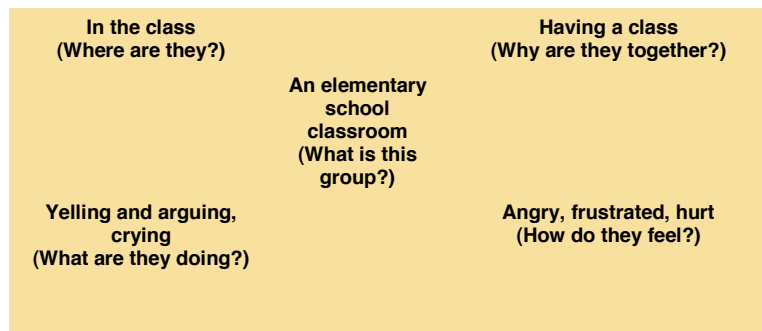 In the class
(Where are they?)
Having a class
(Why are they together?)
An elementary
school
classroom
(What is this
group?)
Yelling and arguing,
crying
(What are they doing?)
Angry, frustrated, hurt
(How do they feel?)